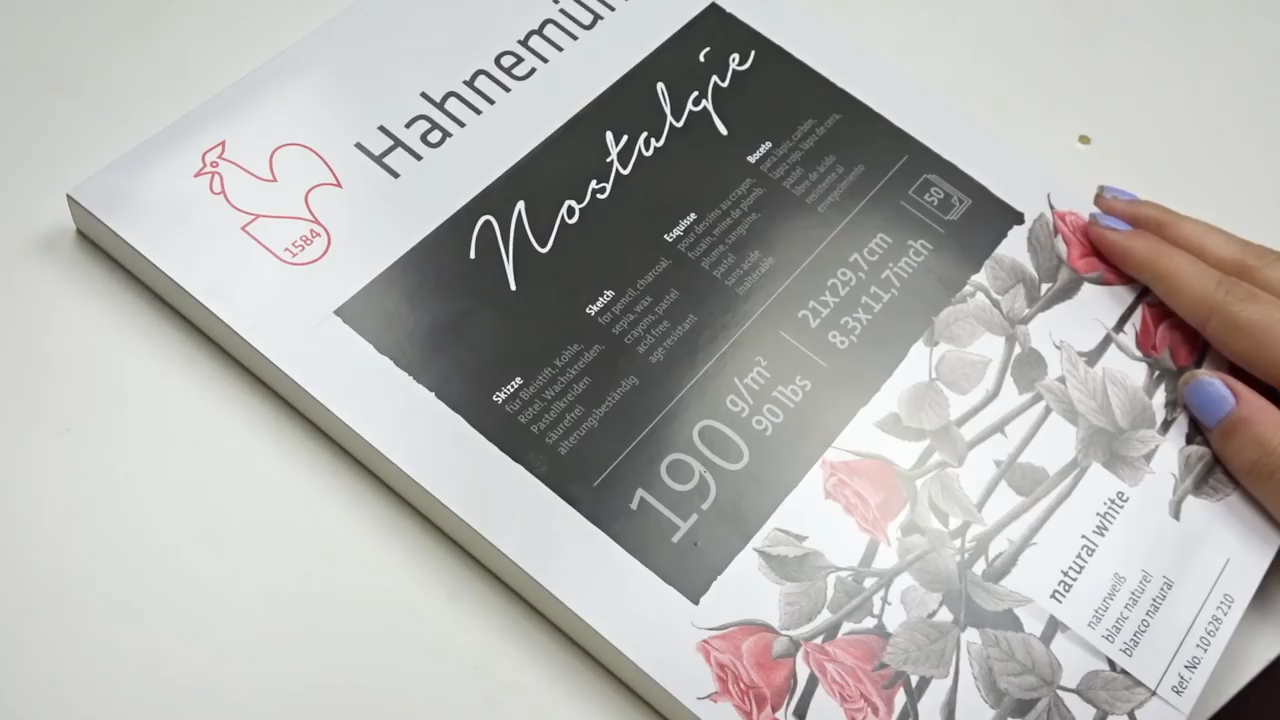 1584
Hahnemüh
Nostalgie
Skizze
für Bleistift, Kohle,
Rötel, Wachskreiden,
Pastellkreiden
säurefrei
alterungsbeständig
Sketch
for pencil, charcoal,
sepia, wax
crayons, pastel
acid free
age resistant
Esquisse
pour dessins au crayon,
fusain, mine de plomb,
plume, sanguine,
pastel
sans acide
inaltérable
Boceto
para lápiz, carbón,
lápiz rojo, lápiz de cera,
pastel
libre de ácido
resistente al
envejecimiento
190 g/m²
90 lbs
21x29,7cm
8,3x11,7inch
50
natural white
naturweiß
blanc naturel
blanco natural
Ref. No. 10 628 210